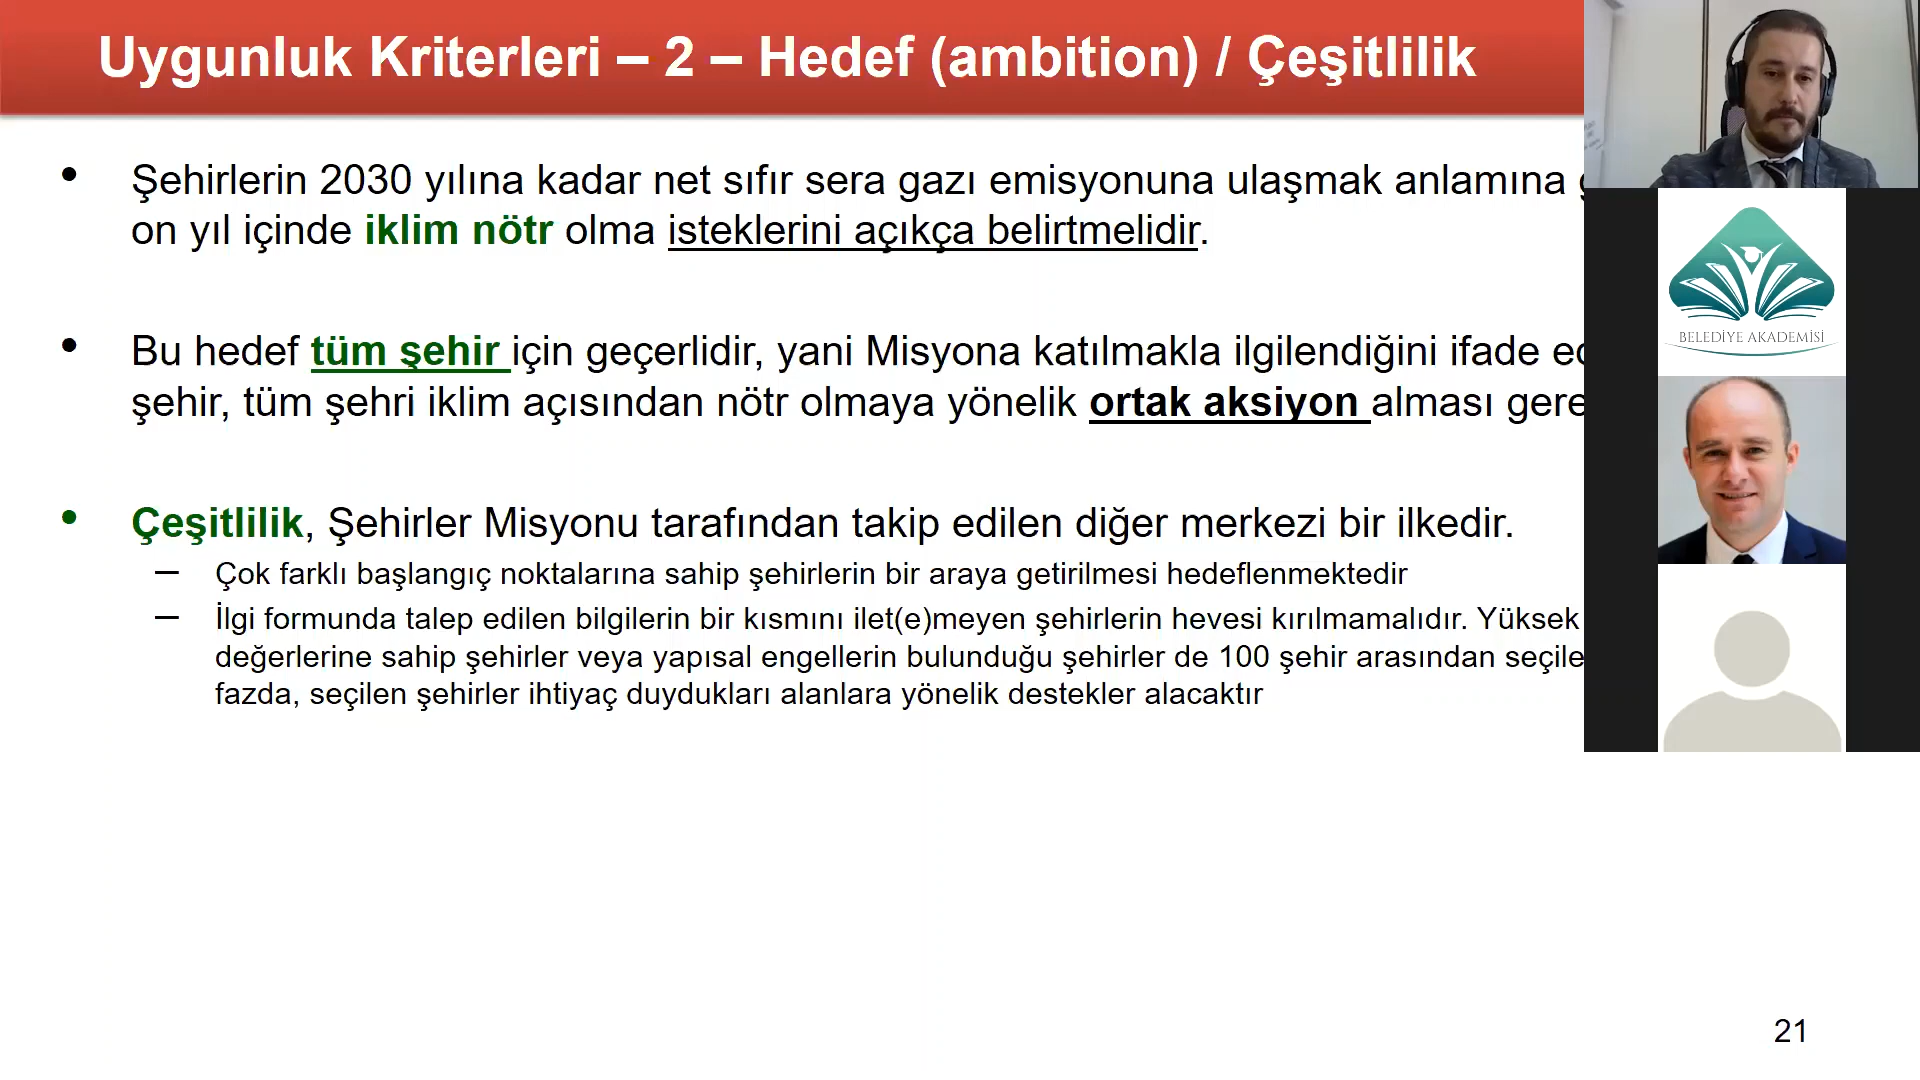 Uygunluk Kriterleri – 2 – Hedef (ambition) / Çeşitlilik
• Şehirlerin 2030 yılına kadar net sıfır sera gazı emisyonuna ulaşmak anlamına
on yıl içinde iklim nötr olma isteklerini açıkça belirtmelidir.
• Bu hedef tüm şehir için geçerlidir, yani Misyona katılmakla ilgilendiğini ifade
şehir, tüm şehri iklim açısından nötr olmaya yönelik ortak aksiyon alması gere
• Çeşitlilik, Şehirler Misyonu tarafından takip edilen diğer merkezi bir ilkedir.
– Çok farklı başlangıç noktalarına sahip şehirlerin bir araya getirilmesi hedeflenmektedir
– İlgi formunda talep edilen bilgilerin bir kısmını ilet(e)meyen şehirlerin hevesi kırılmamalıdır. Yüksek
değerlerine sahip şehirler veya yapısal engellerin bulunduğu şehirler de 100 şehir arasından seçile
fazda, seçilen şehirler ihtiyaç duydukları alanlara yönelik destekler alacaktır
BELEDİYE AKADEMİSİ
21